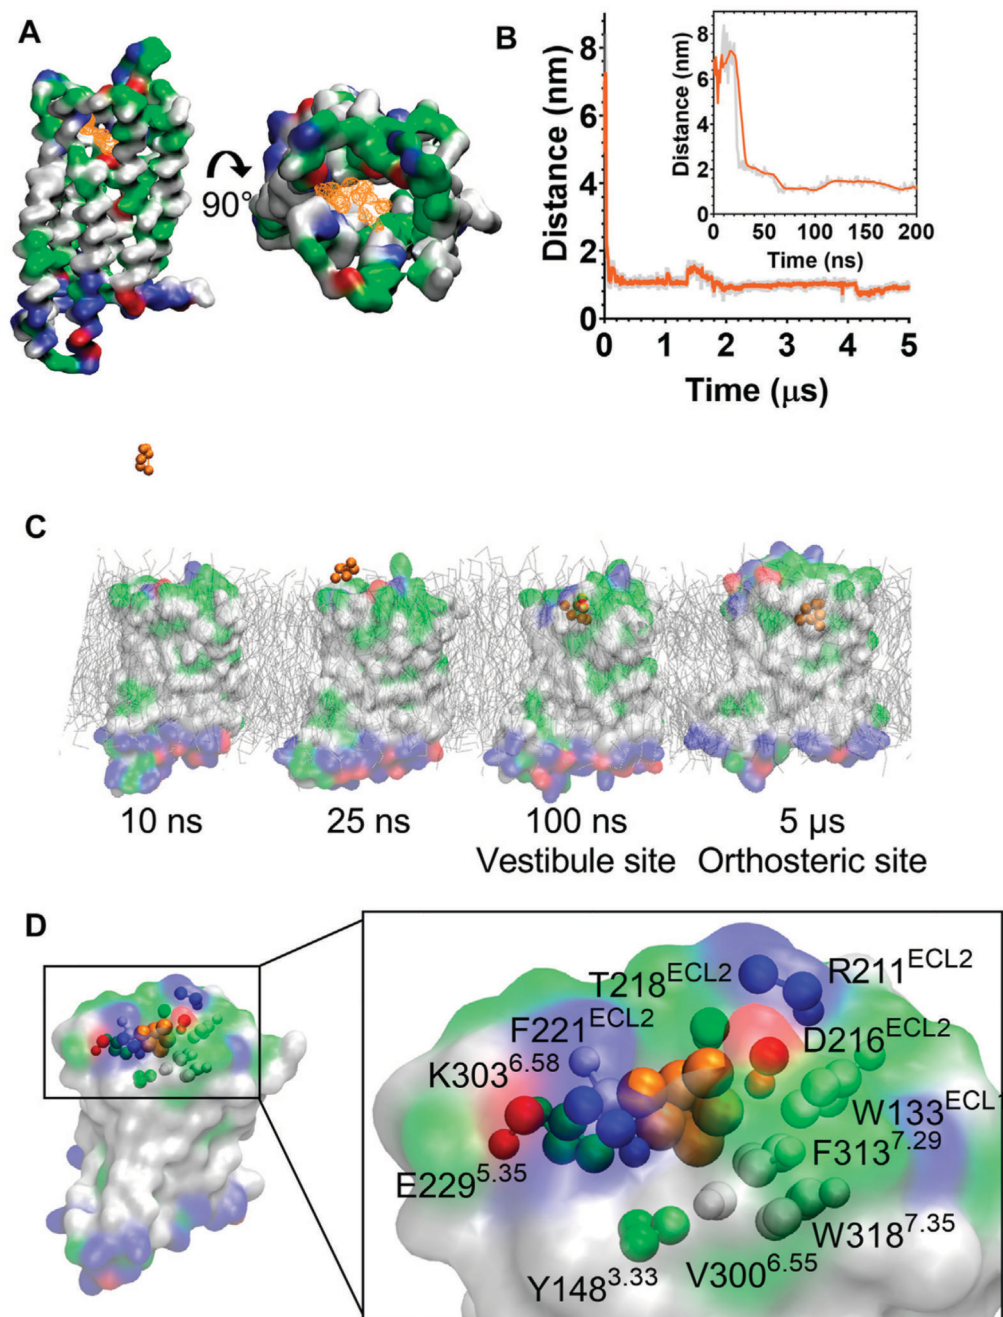 A
90°
B
Distance (nm)
8
6
4
2
0
0 1 2 3 4 5
Time (µs)
Distance (nm)
8
6
4
2
0
0 50 100 150 200
Time (ns)
C
10 ns
25 ns
100 ns
Vestibule site
5 µs
Orthosteric site
D
T218ECL2
R211ECL2
F221ECL2
D216ECL2
K3036.58
W133ECL1
F3137.29
E2295.35
W3187.35
V3006.55
Y1483.33